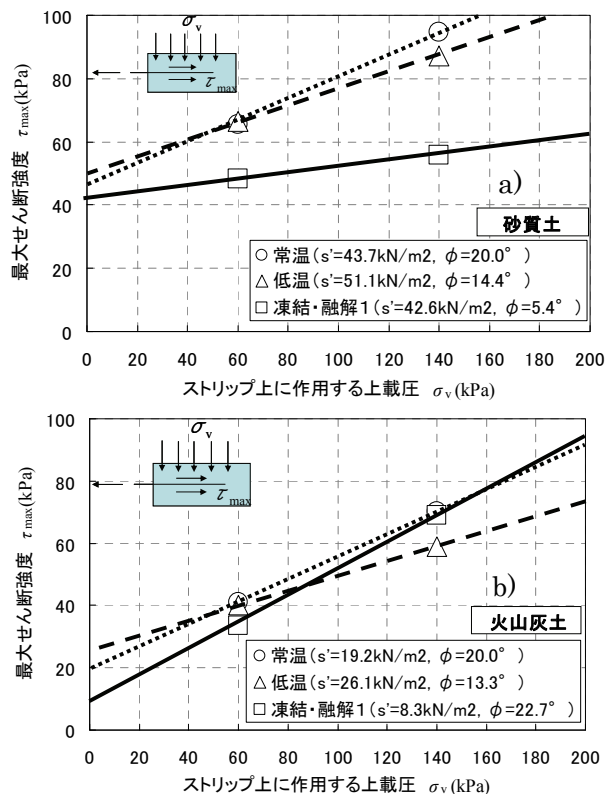 σv
τmax
最大せん断強度 τmax(kPa)
100
80
60
40
20
0
a)
砂質土
○ 常温(s'=43.7kN/m2, φ=20.0°)
△ 低温(s'=51.1kN/m2, φ=14.4°)
□ 凍結・融解1(s'=42.6kN/m2, φ=5.4°)
0 20 40 60 80 100 120 140 160 180 200
ストリップ上に作用する上載圧 σv(kPa)
σv
τmax
最大せん断強度 τmax(kPa)
100
80
60
40
20
0
b)
火山灰土
○ 常温(s'=19.2kN/m2, φ=20.0°)
△ 低温(s'=26.1kN/m2, φ=13.3°)
□ 凍結・融解1(s'=8.3kN/m2, φ=22.7°)
0 20 40 60 80 100 120 140 160 180 200
ストリップ上に作用する上載圧 σv(kPa)